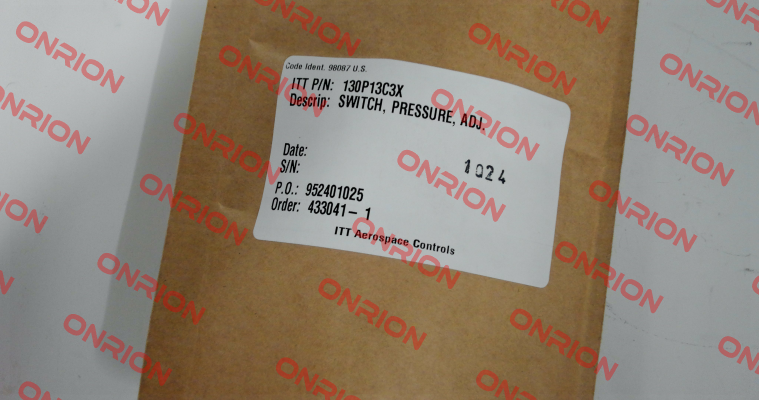 Code Ident. 98087 U.S.
ITT P/N: 130P13C3X
Descrip: SWITCH, PRESSURE, ADJ.
Date:
1024
S/N:
P.O.: 952401025
Order: 433041- 1
ITT Aerospace Controls
ONRION